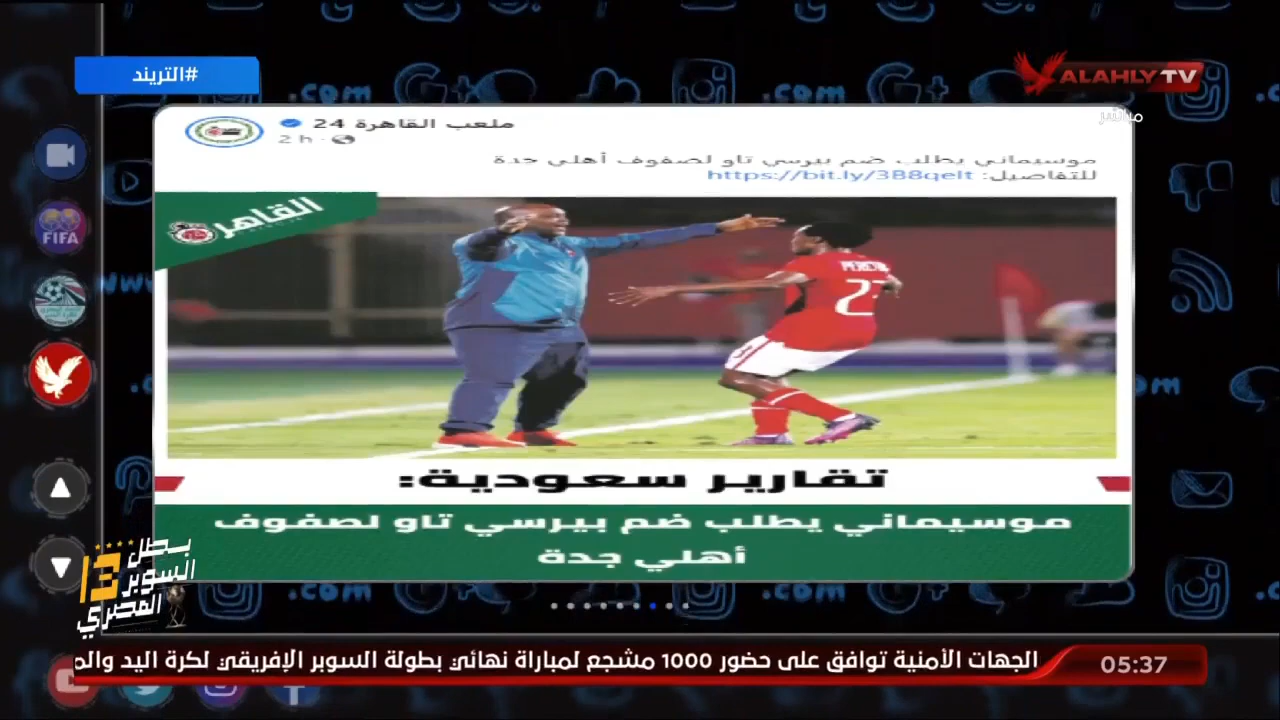 #التريند
ALAHLY TV
مباشر
ملعب القاهرة 24
2 h
موسيماني يطلب ضم بيرسي تاو لصفوف أهلي جدة
للتفاصيل: https://bit.ly/3B8qelt
القاهرة
PERCY
23
FIFA
تقارير سعودية:
موسيماني يطلب ضم بيرسي تاو لصفوف
أهلي جدة
بطل
السوبر 13
المصري
الجهات الأمنية توافق على حضور 1000 مشجع لمباراة نهائي بطولة السوبر الإفريقي لكرة اليد والم
05:37